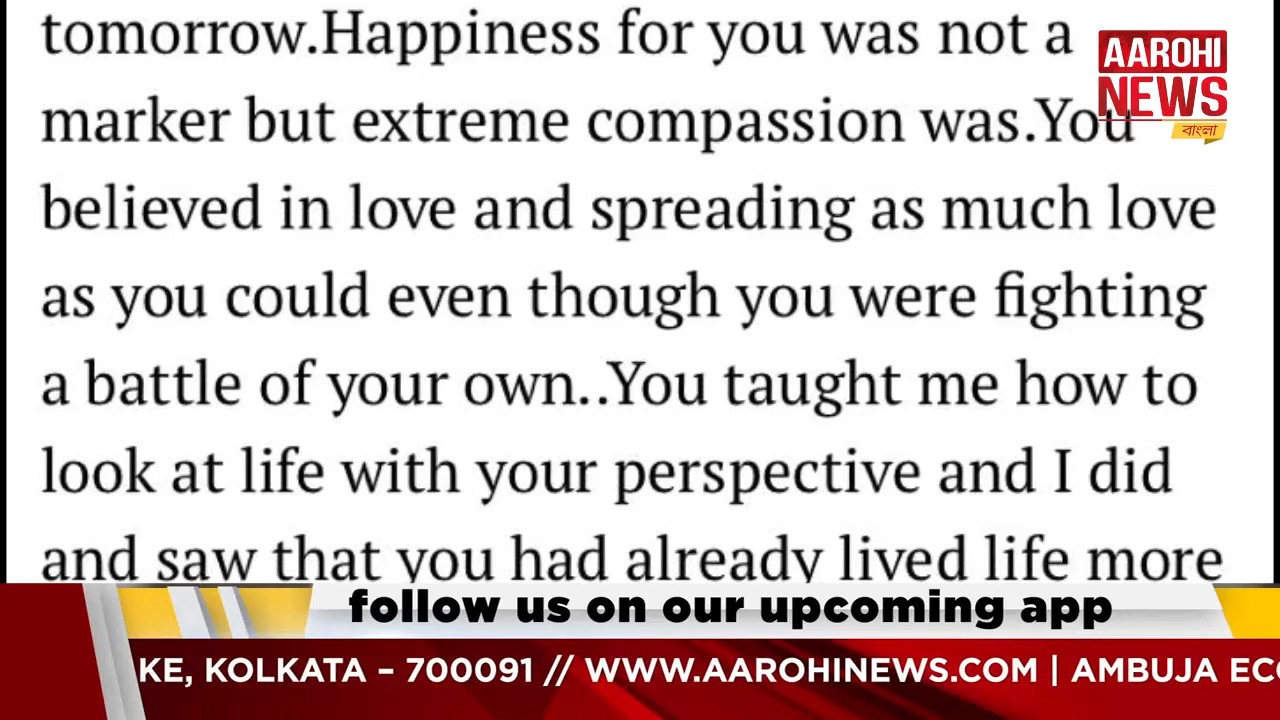 tomorrow.Happiness for you was not a
AAROHI
NEWS
বাংলা
marker but extreme compassion was.You
believed in love and spreading as much love
as you could even though you were fighting
a battle of your own..You taught me how to
look at life with your perspective and I did
and saw that you had already lived life more
follow us on our upcoming app
KE, KOLKATA – 700091 // WWW.AAROHINEWS.COM | AMBUJA ECO